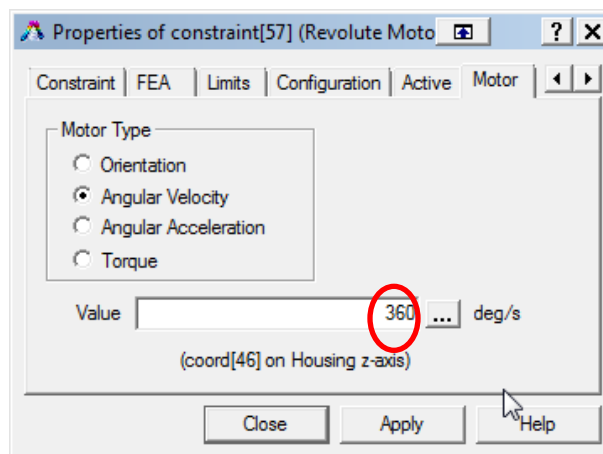 Properties of constraint[57] (Revolute Moto
Constraint FEA Limits Configuration Active Motor
Motor Type
Orientation
Angular Velocity
Angular Acceleration
Torque
Value 360 ... deg/s
(coord[46] on Housing z-axis)
Close Apply Help